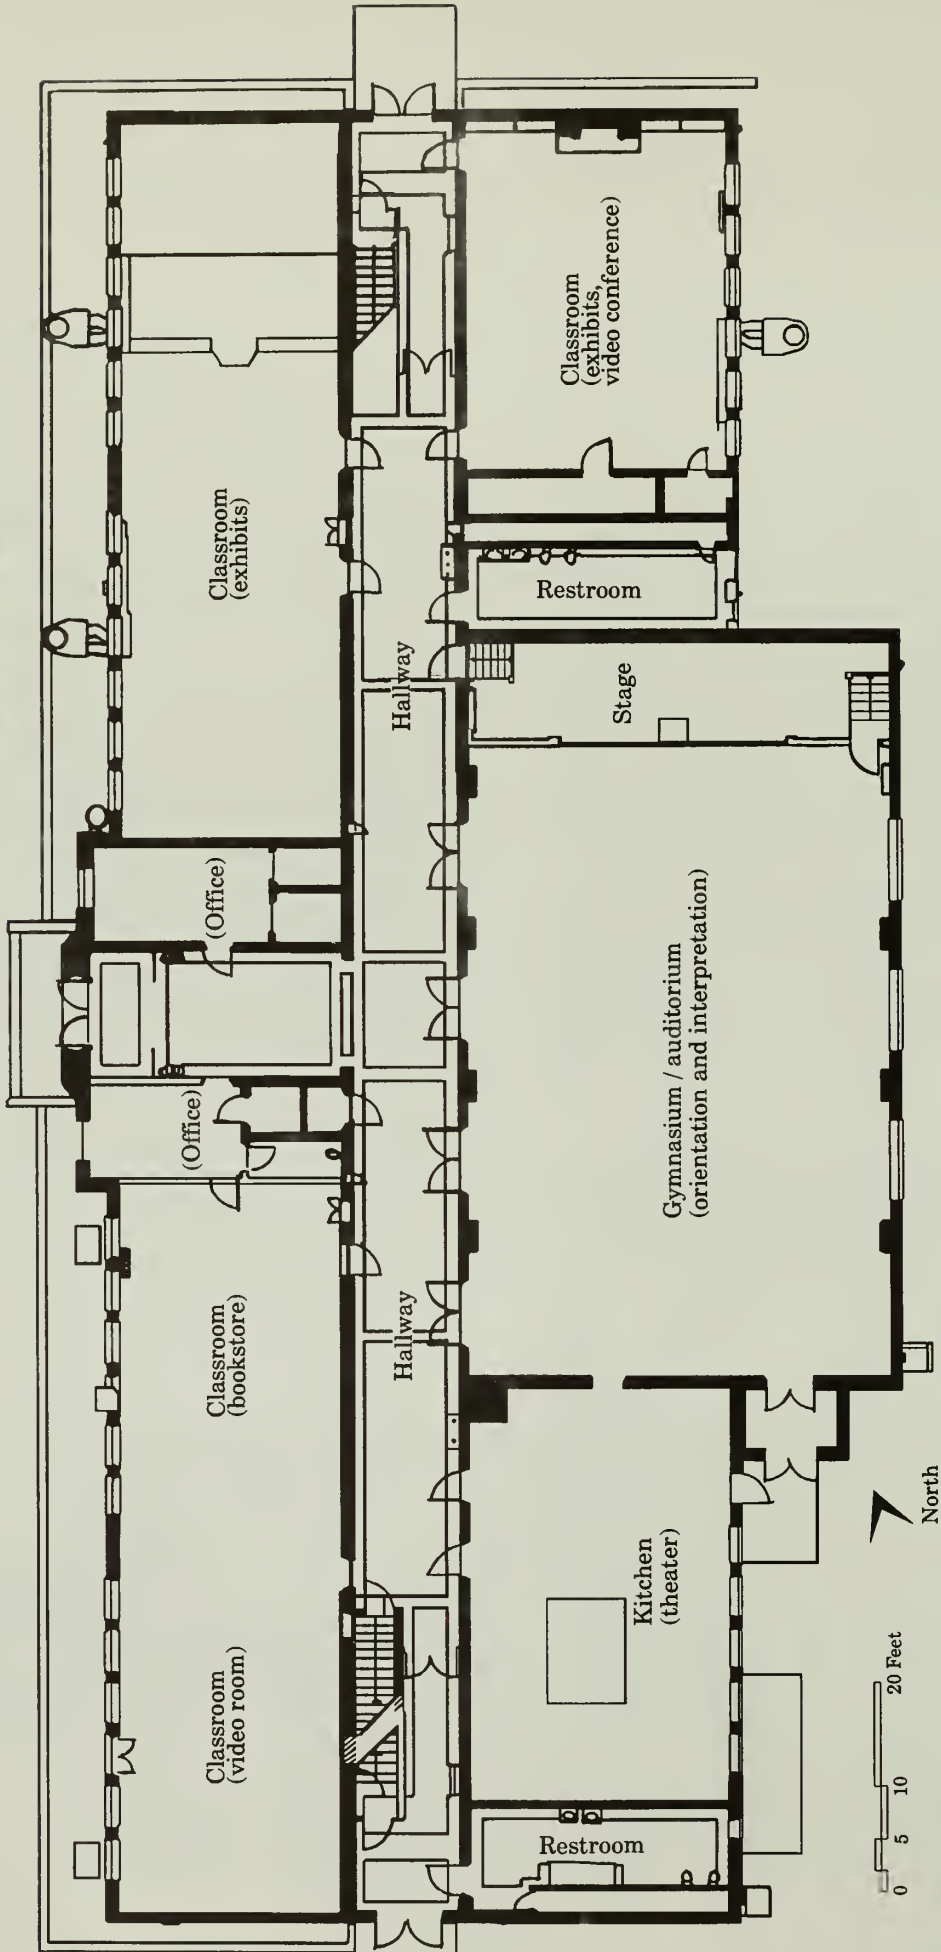 Classroom
(video room)
Classroom
(bookstore)
(Office)
(Office)
Classroom
(exhibits)
Hallway
Hallway
Restroom
Kitchen
(theater)
Gymnasium / auditorium
(orientation and interpretation)
Stage
Restroom
Classroom
(exhibits,
video conference)
0 5 10 20 Feet
North